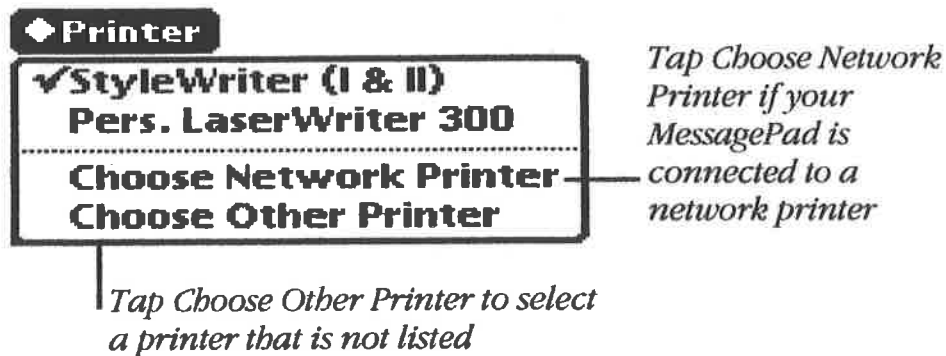 ◆Printer
✓StyleWriter (I & II)
Pers. LaserWriter 300
Choose Network Printer
Choose Other Printer
Tap Choose Network
Printer if your
MessagePad is
connected to a
network printer
Tap Choose Other Printer to select
a printer that is not listed